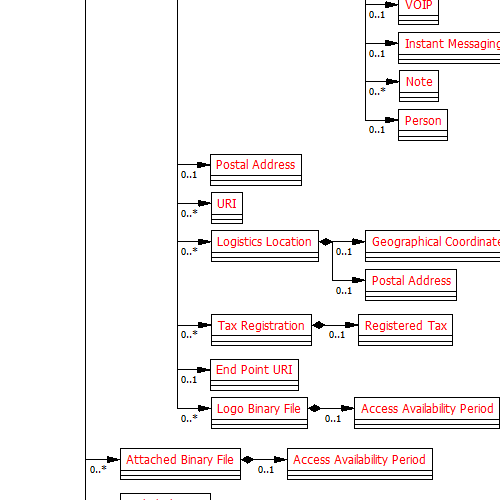 VOIP
0..1
Instant Messaging
0..1
Note
0..*
Person
0..1
Postal Address
0..1
URI
0..*
Logistics Location
0..*
Geographical Coordinate
0..1
Postal Address
0..1
Tax Registration
0..*
Registered Tax
0..1
End Point URI
0..1
Logo Binary File
0..*
Access Availability Period
0..1
Attached Binary File
0..*
Access Availability Period
0..1